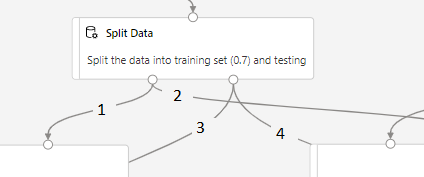 Split Data
Split the data into training set (0.7) and testing
1
2
3
4